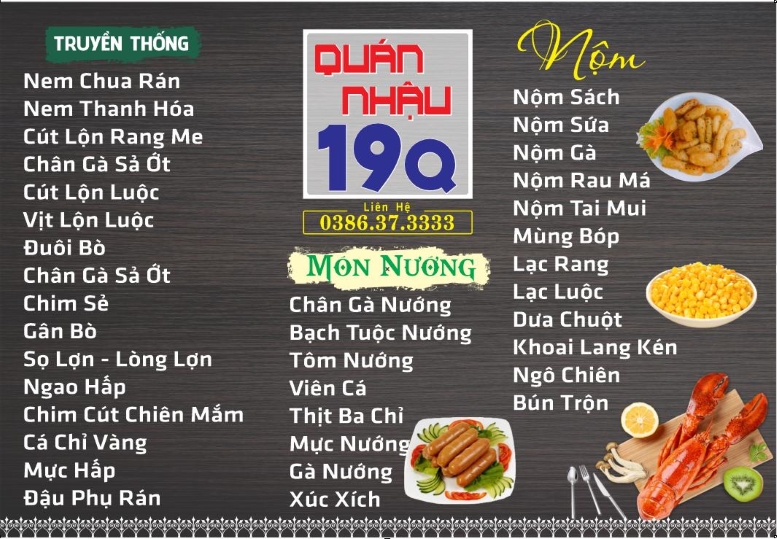 TRUYỀN THỐNG
Nem Chua Rán
Nem Thanh Hóa
Cút Lộn Rang Me
Chân Gà Sả Ớt
Cút Lộn Luộc
Vịt Lộn Luộc
Đuôi Bò
Chân Gà Sả Ớt
Chim Sẻ
Gân Bò
Sọ Lợn - Lòng Lợn
Ngao Hấp
Chim Cút Chiên Mắm
Cá Chỉ Vàng
Mực Hấp
Đậu Phụ Rán
QUÁN
NHẬU
19Q
Liên Hệ
0386.37.3333
MÓN NƯỚNG
Chân Gà Nướng
Bạch Tuộc Nướng
Tôm Nướng
Viên Cá
Thịt Ba Chỉ
Mực Nướng
Gà Nướng
Xúc Xích
Nộm
Nộm Sách
Nộm Sứa
Nộm Gà
Nộm Rau Má
Nộm Tai Mui
Mùng Bóp
Lạc Rang
Lạc Luộc
Dưa Chuột
Khoai Lang Kén
Ngô Chiên
Bún Trộn